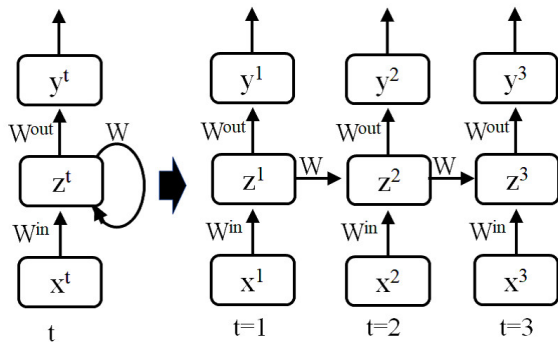 y^t y^1 y^2 y^3
W^out W W^out W^out W^out
z^t z^1 W z^2 W z^3
W^in W^in W^in W^in
x^t x^1 x^2 x^3
t t=1 t=2 t=3